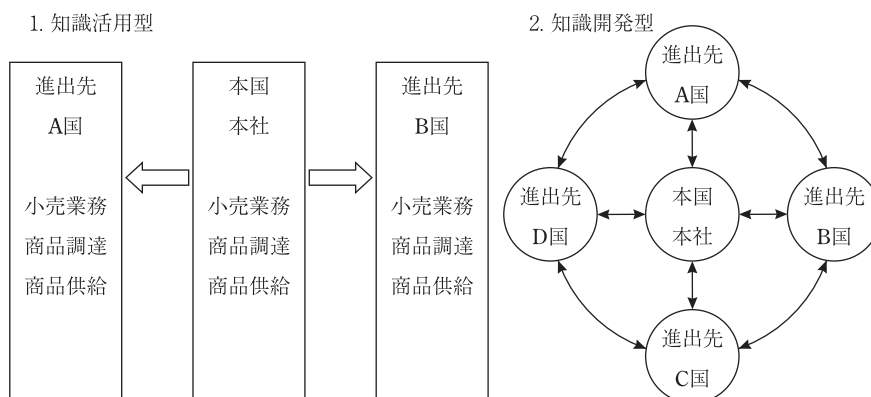 1. 知識活用型
進出先
A国
小売業務
商品調達
商品供給
本国
本社
小売業務
商品調達
商品供給
進出先
B国
小売業務
商品調達
商品供給
2. 知識開発型
進出先
A国
進出先
D国
本国
本社
進出先
B国
進出先
C国